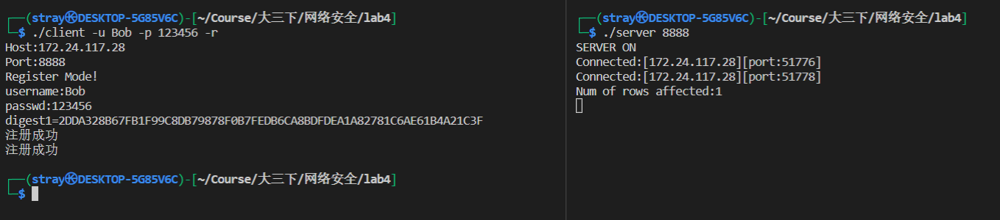 ┌──(stray㉿DESKTOP-5G85V6C)-[~/Course/大三下/网络安全/lab4]
└─$ ./client -u Bob -p 123456 -r
Host:172.24.117.28
Port:8888
Register Mode!
username:Bob
passwd:123456
digest1=2DDA328B67FB1F99C8DB79878F0B7FEDB6CA8BDFDEA1A82781C6AE61B4A21C3F
注册成功
注册成功
┌──(stray㉿DESKTOP-5G85V6C)-[~/Course/大三下/网络安全/lab4]
└─$
┌──(stray㉿DESKTOP-5G85V6C)-[~/Course/大三下/网络安全/lab4]
└─$ ./server 8888
SERVER ON
Connected:[172.24.117.28][port:51776]
Connected:[172.24.117.28][port:51778]
Num of rows affected:1